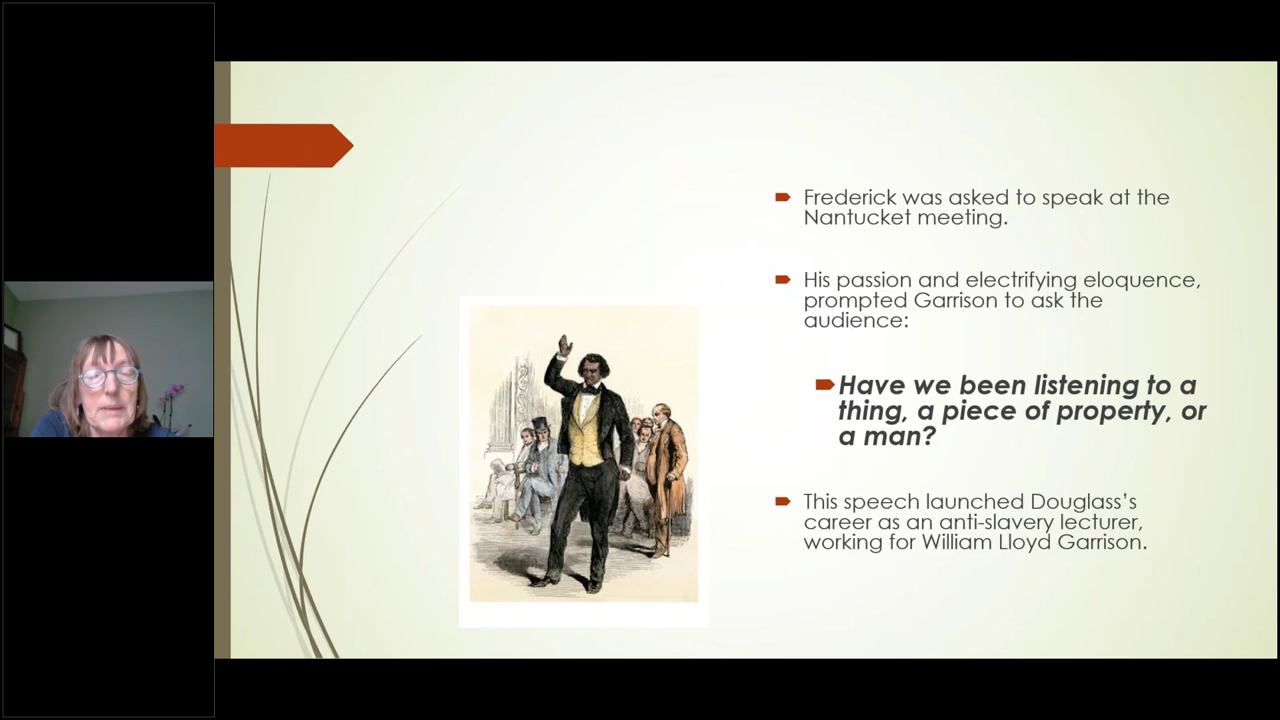 Frederick was asked to speak at the
Nantucket meeting.
His passion and electrifying eloquence,
prompted Garrison to ask the
audience:
Have we been listening to a
thing, a piece of property, or
a man?
This speech launched Douglass’s
career as an anti-slavery lecturer,
working for William Lloyd Garrison.